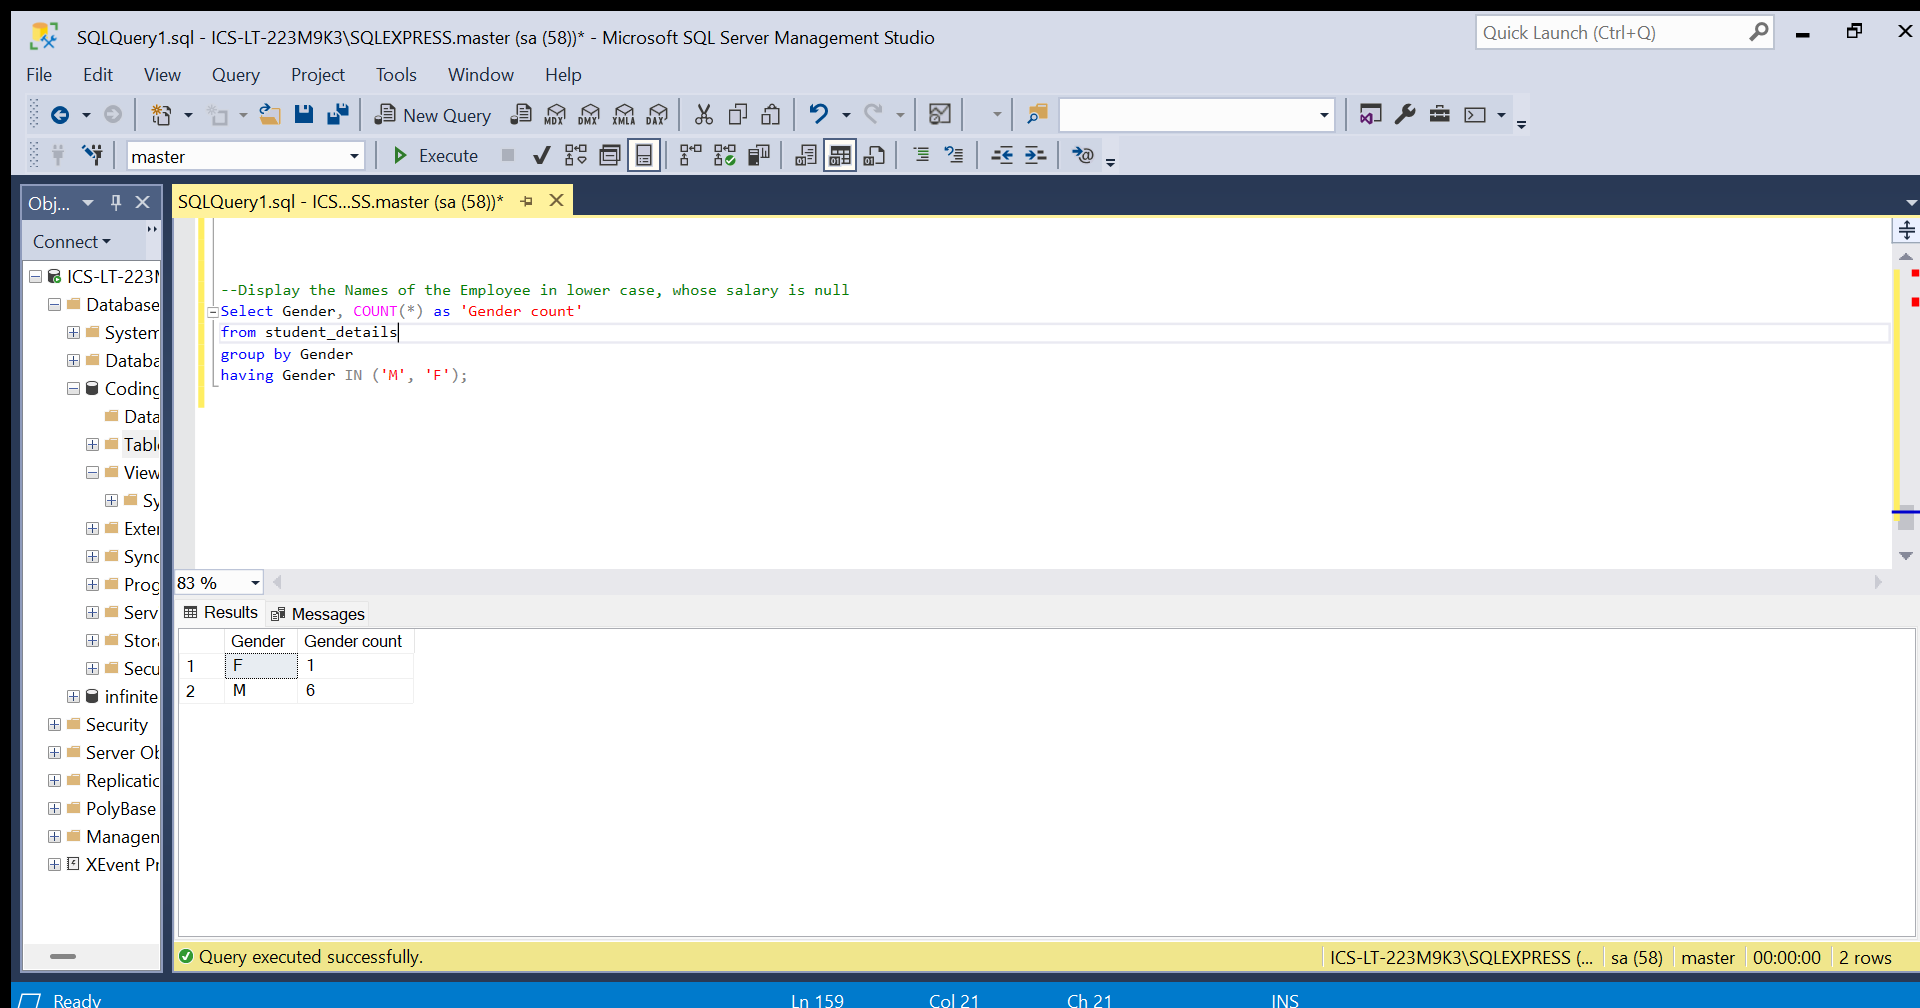 SQLQuery1.sql - ICS-LT-223M9K3\SQLEXPRESS.master (sa (58))* - Microsoft SQL Server Management Studio
Quick Launch (Ctrl+Q)
File Edit View Query Project Tools Window Help
New Query MDX DMX XMLA DAX
master Execute
Obj...
SQLQuery1.sql - ICS...SS.master (sa (58))*
Connect
ICS-LT-223
Database
System
Databa
Coding
Data
Tabl
View
Sy
Exter
Sync
Prog
Serv
Stor
Secu
infinite
Security
Server Ob
Replicatic
PolyBase
Managen
XEvent Pr
--Display the Names of the Employee in lower case, whose salary is null
Select Gender, COUNT(*) as 'Gender count'
from student_details
group by Gender
having Gender IN ('M', 'F');
83 %
Results Messages
Gender Gender count
1 F 1
2 M 6
Query executed successfully.
ICS-LT-223M9K3\SQLEXPRESS (... sa (58) master 00:00:00 2 rows
Ready Ln 159 Col 21 Ch 21 INS